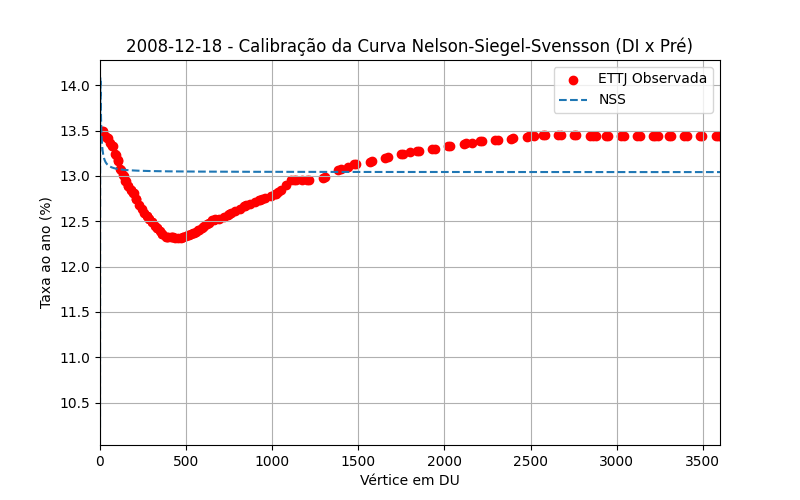 2008-12-18 - Calibração da Curva Nelson-Siegel-Svensson (DI x Pré)
ETTJ Observada
NSS
14.0
13.5
13.0
12.5
12.0
11.5
11.0
10.5
Taxa ao ano (%)
0 500 1000 1500 2000 2500 3000 3500
Vértice em DU